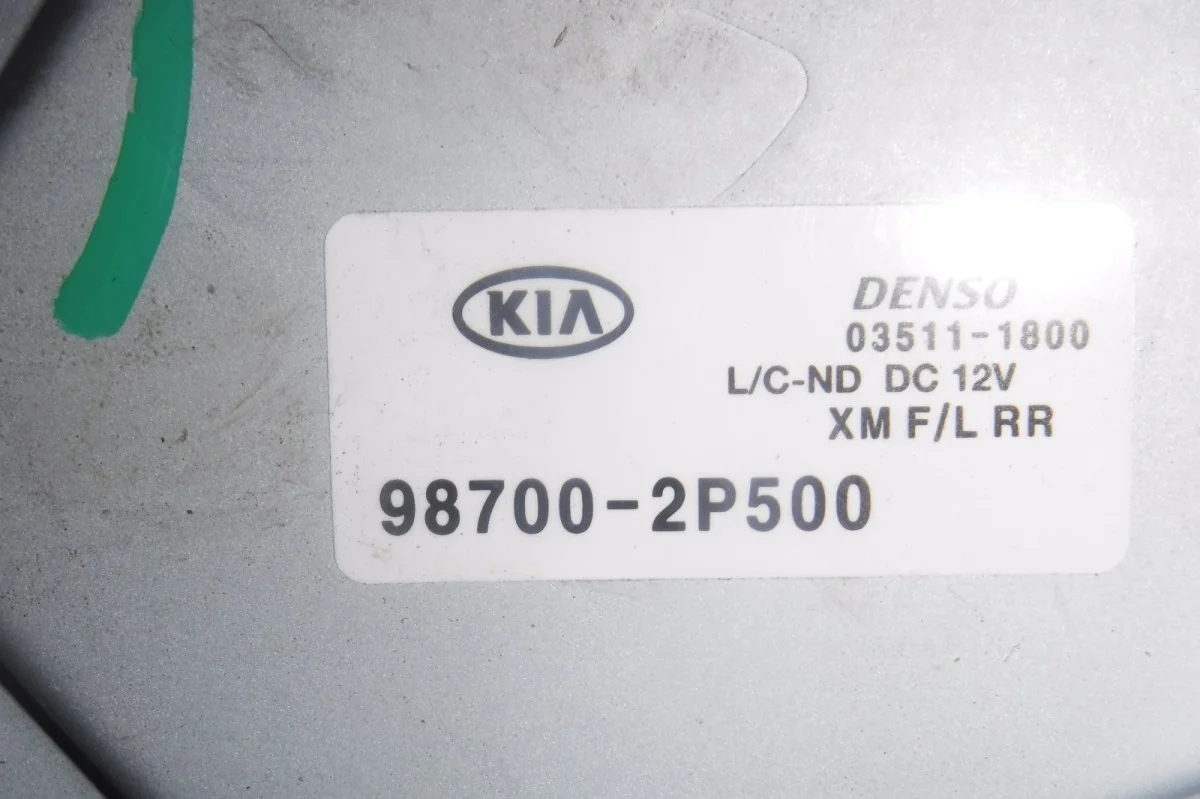 KIA
DENSO
03511-1800
L/C-ND DC 12V
XM F/L RR
98700-2P500